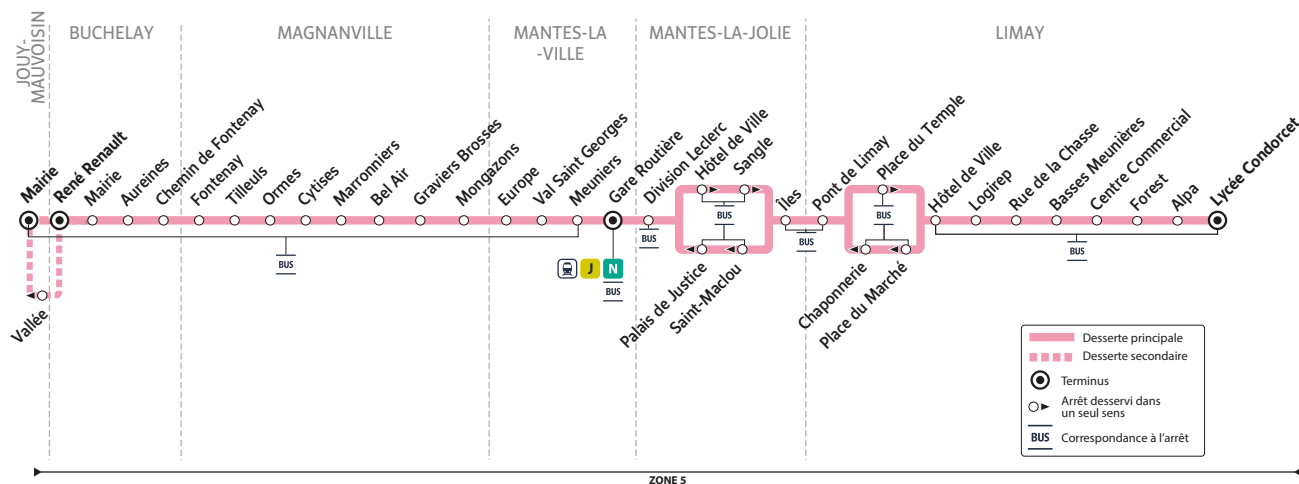 JOUY-
MAUVOISIN
BUCHELAY
MAGNANVILLE
MANTES-LA
-VILLE
MANTES-LA-JOLIE
LIMAY
Mairie
René Renault
Mairie
Aureines
Chemin de Fontenay
Fontenay
Tilleuls
Ormes
Cytises
Marronniers
Bel Air
Graviers Brosses
Mongazons
Europe
Val Saint Georges
Meuniers
Gare Routière
Division Leclerc
Hôtel de Ville
Sangle
Îles
Pont de Limay
Place du Temple
Hôtel de Ville
Logirep
Rue de la Chasse
Basses Meunières
Centre Commercial
Forest
Alpa
Lycée Condorcet
BUS
BUS
BUS
BUS
BUS
BUS
BUS
BUS
J
N
BUS
Vallée
Palais de Justice
Saint-Maclou
Chaponnerie
Place du Marché
Desserte principale
Desserte secondaire
Terminus
Arrêt desservi dans
un seul sens
BUS
Correspondance à l'arrêt
ZONE 5